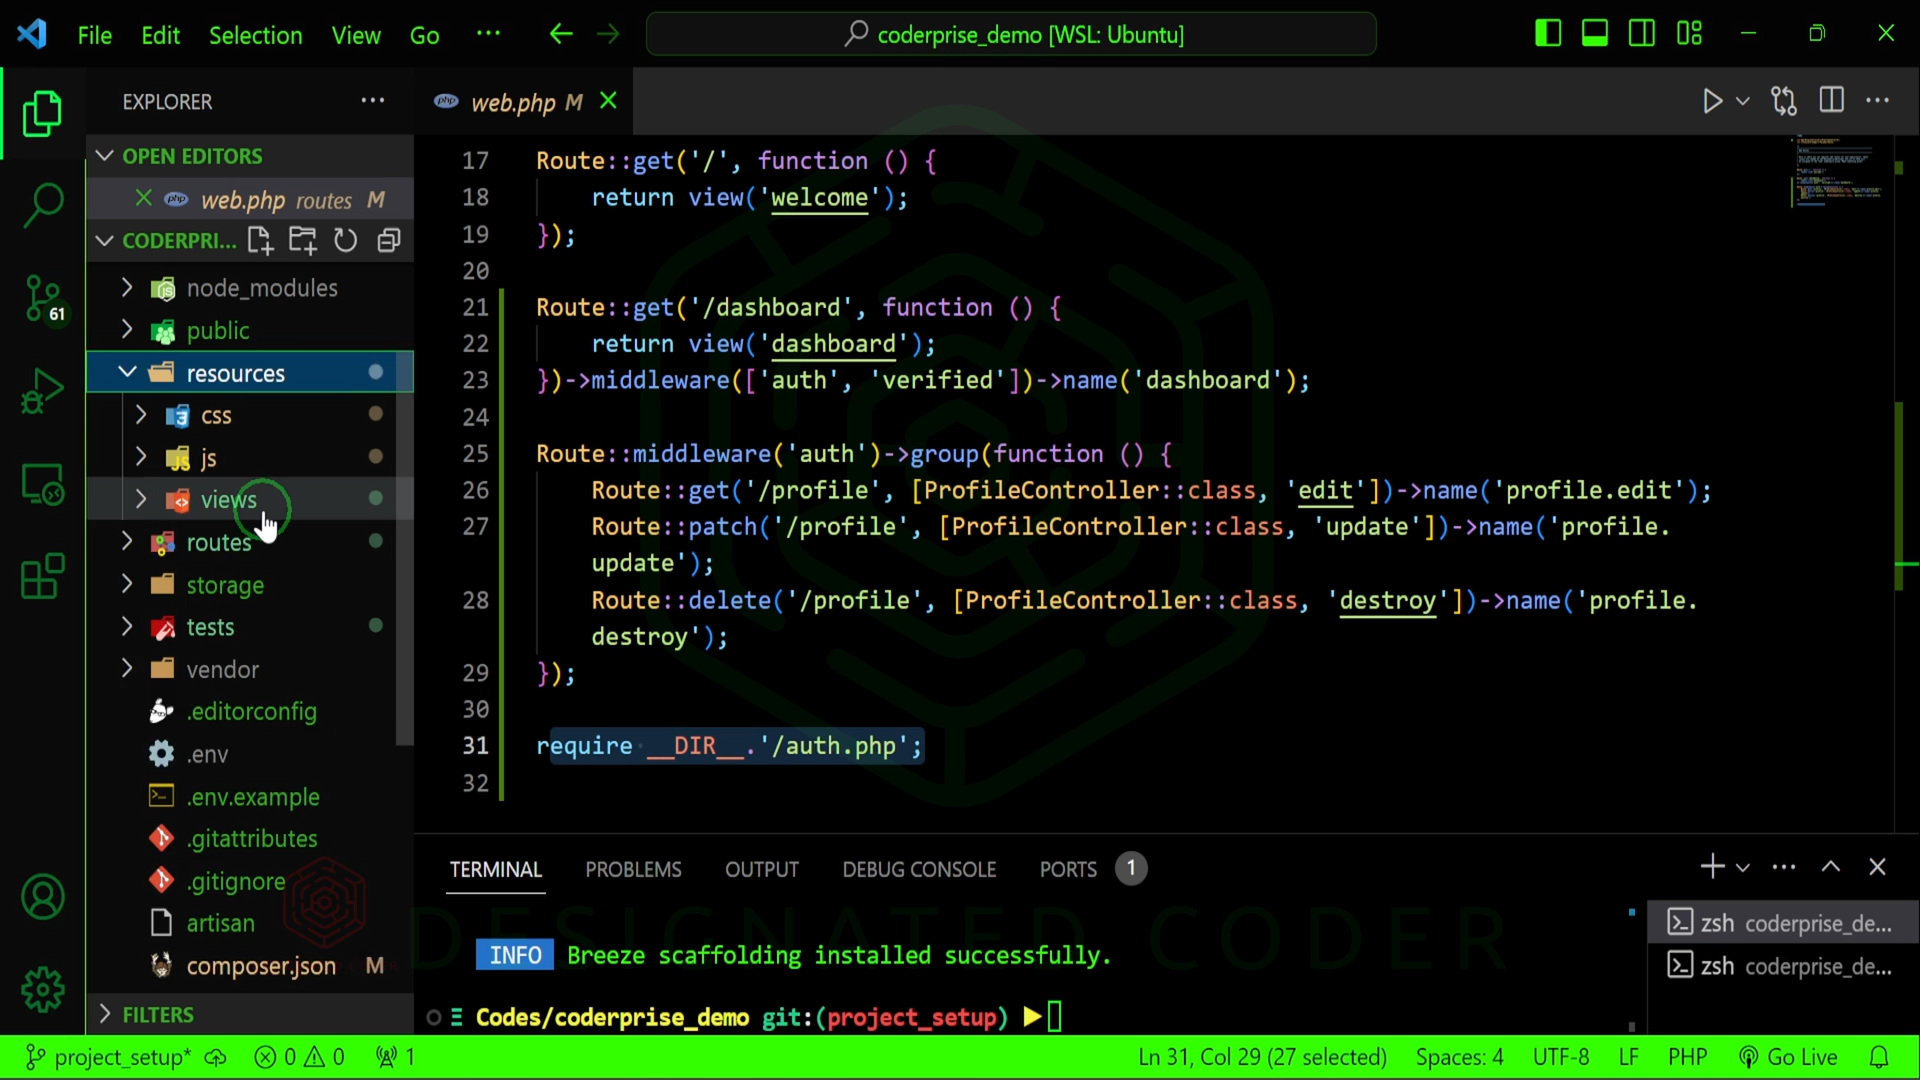 File Edit Selection View Go ···
coderprise_demo [WSL: Ubuntu]
EXPLORER
OPEN EDITORS
web.php routes M
CODERPRI...
node_modules
public
resources
css
js
views
routes
storage
tests
vendor
.editorconfig
.env
.env.example
.gitattributes
.gitignore
artisan
composer.json M
FILTERS
61
php web.php M
17 Route::get('/', function () {
18 return view('welcome');
19 });
20
21 Route::get('/dashboard', function () {
22 return view('dashboard');
23 })->middleware(['auth', 'verified'])->name('dashboard');
24
25 Route::middleware('auth')->group(function () {
26 Route::get('/profile', [ProfileController::class, 'edit'])->name('profile.edit');
27 Route::patch('/profile', [ProfileController::class, 'update'])->name('profile.
update');
28 Route::delete('/profile', [ProfileController::class, 'destroy'])->name('profile.
destroy');
29 });
30
31 require __DIR__.'/auth.php';
32
TERMINAL PROBLEMS OUTPUT DEBUG CONSOLE PORTS 1
DESIGNATED CODER
INFO Breeze scaffolding installed successfully.
Codes/coderprise_demo git:(project_setup)
zsh coderprise_de...
zsh coderprise_de...
project_setup* 0 0 1
Ln 31, Col 29 (27 selected) Spaces: 4 UTF-8 LF PHP Go Live